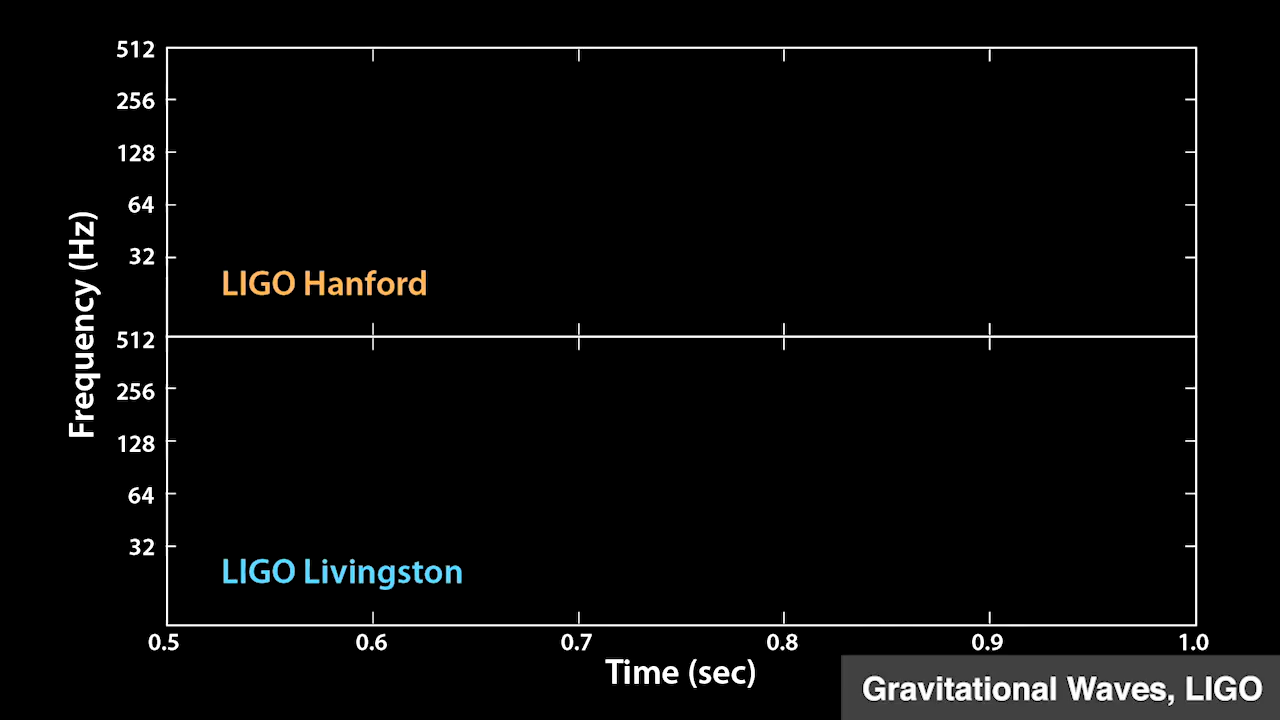 512
256
128
64
32
LIGO Hanford
Frequency (Hz)
512
256
128
64
32
LIGO Livingston
0.5 0.6 0.7 0.8 0.9 1.0
Time (sec)
Gravitational Waves, LIGO